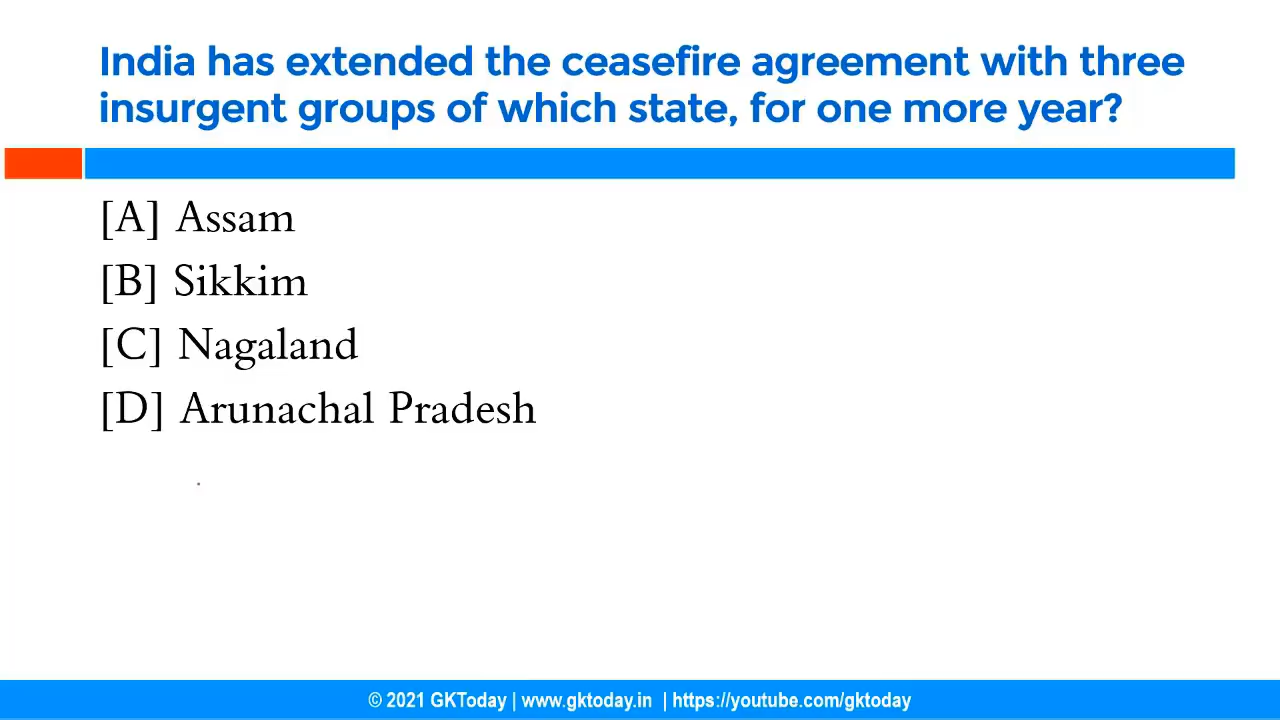 India has extended the ceasefire agreement with three
insurgent groups of which state, for one more year?
[A] Assam
[B] Sikkim
[C] Nagaland
[D] Arunachal Pradesh
© 2021 GKToday | www.gktoday.in | https://youtube.com/gktoday